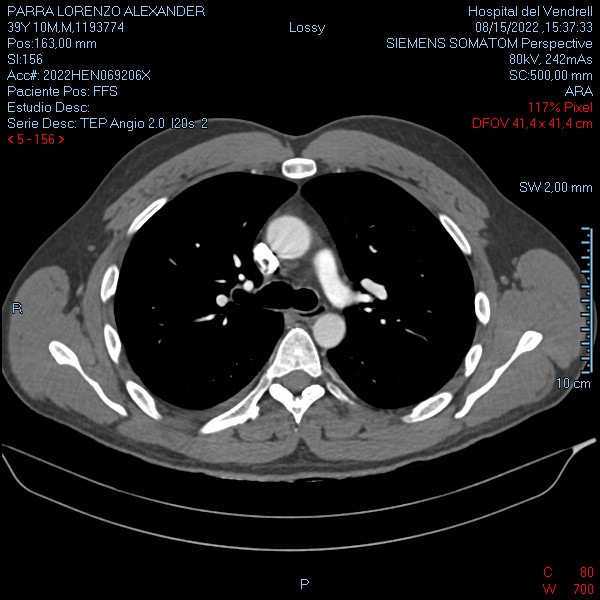 PARRA LORENZO ALEXANDER
39Y 10M,M,1193774
Pos:163,00 mm
SI:156
Acc#: 2022HEN069206X
Paciente Pos: FFS
Estudio Desc:
Serie Desc: TEP Angio 2.0 I20s 2
< 5 - 156 >
Lossy
Hospital del Vendrell
08/15/2022 ,15:37:33
SIEMENS SOMATOM Perspective
80kV, 242mAs
SC:500,00 mm
ARA
117% Pixel
DFOV 41,4 x 41,4 cm
SW 2,00 mm
R
10 cm
P
C 80
W 700